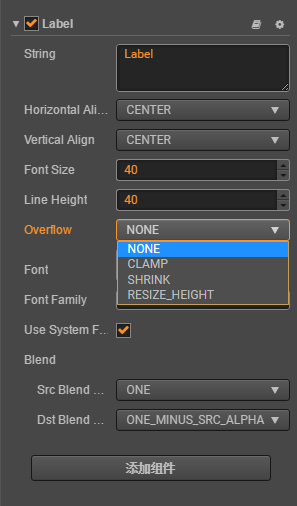 Label
String
Label
Horizontal Ali...
CENTER
Vertical Align
CENTER
Font Size
40
Line Height
40
Overflow
NONE
NONE
CLAMP
SHRINK
RESIZE_HEIGHT
Font
Font Family
Use System F...
Blend
Src Blend ...
ONE
Dst Blend ...
ONE_MINUS_SRC_ALPHA
添加组件